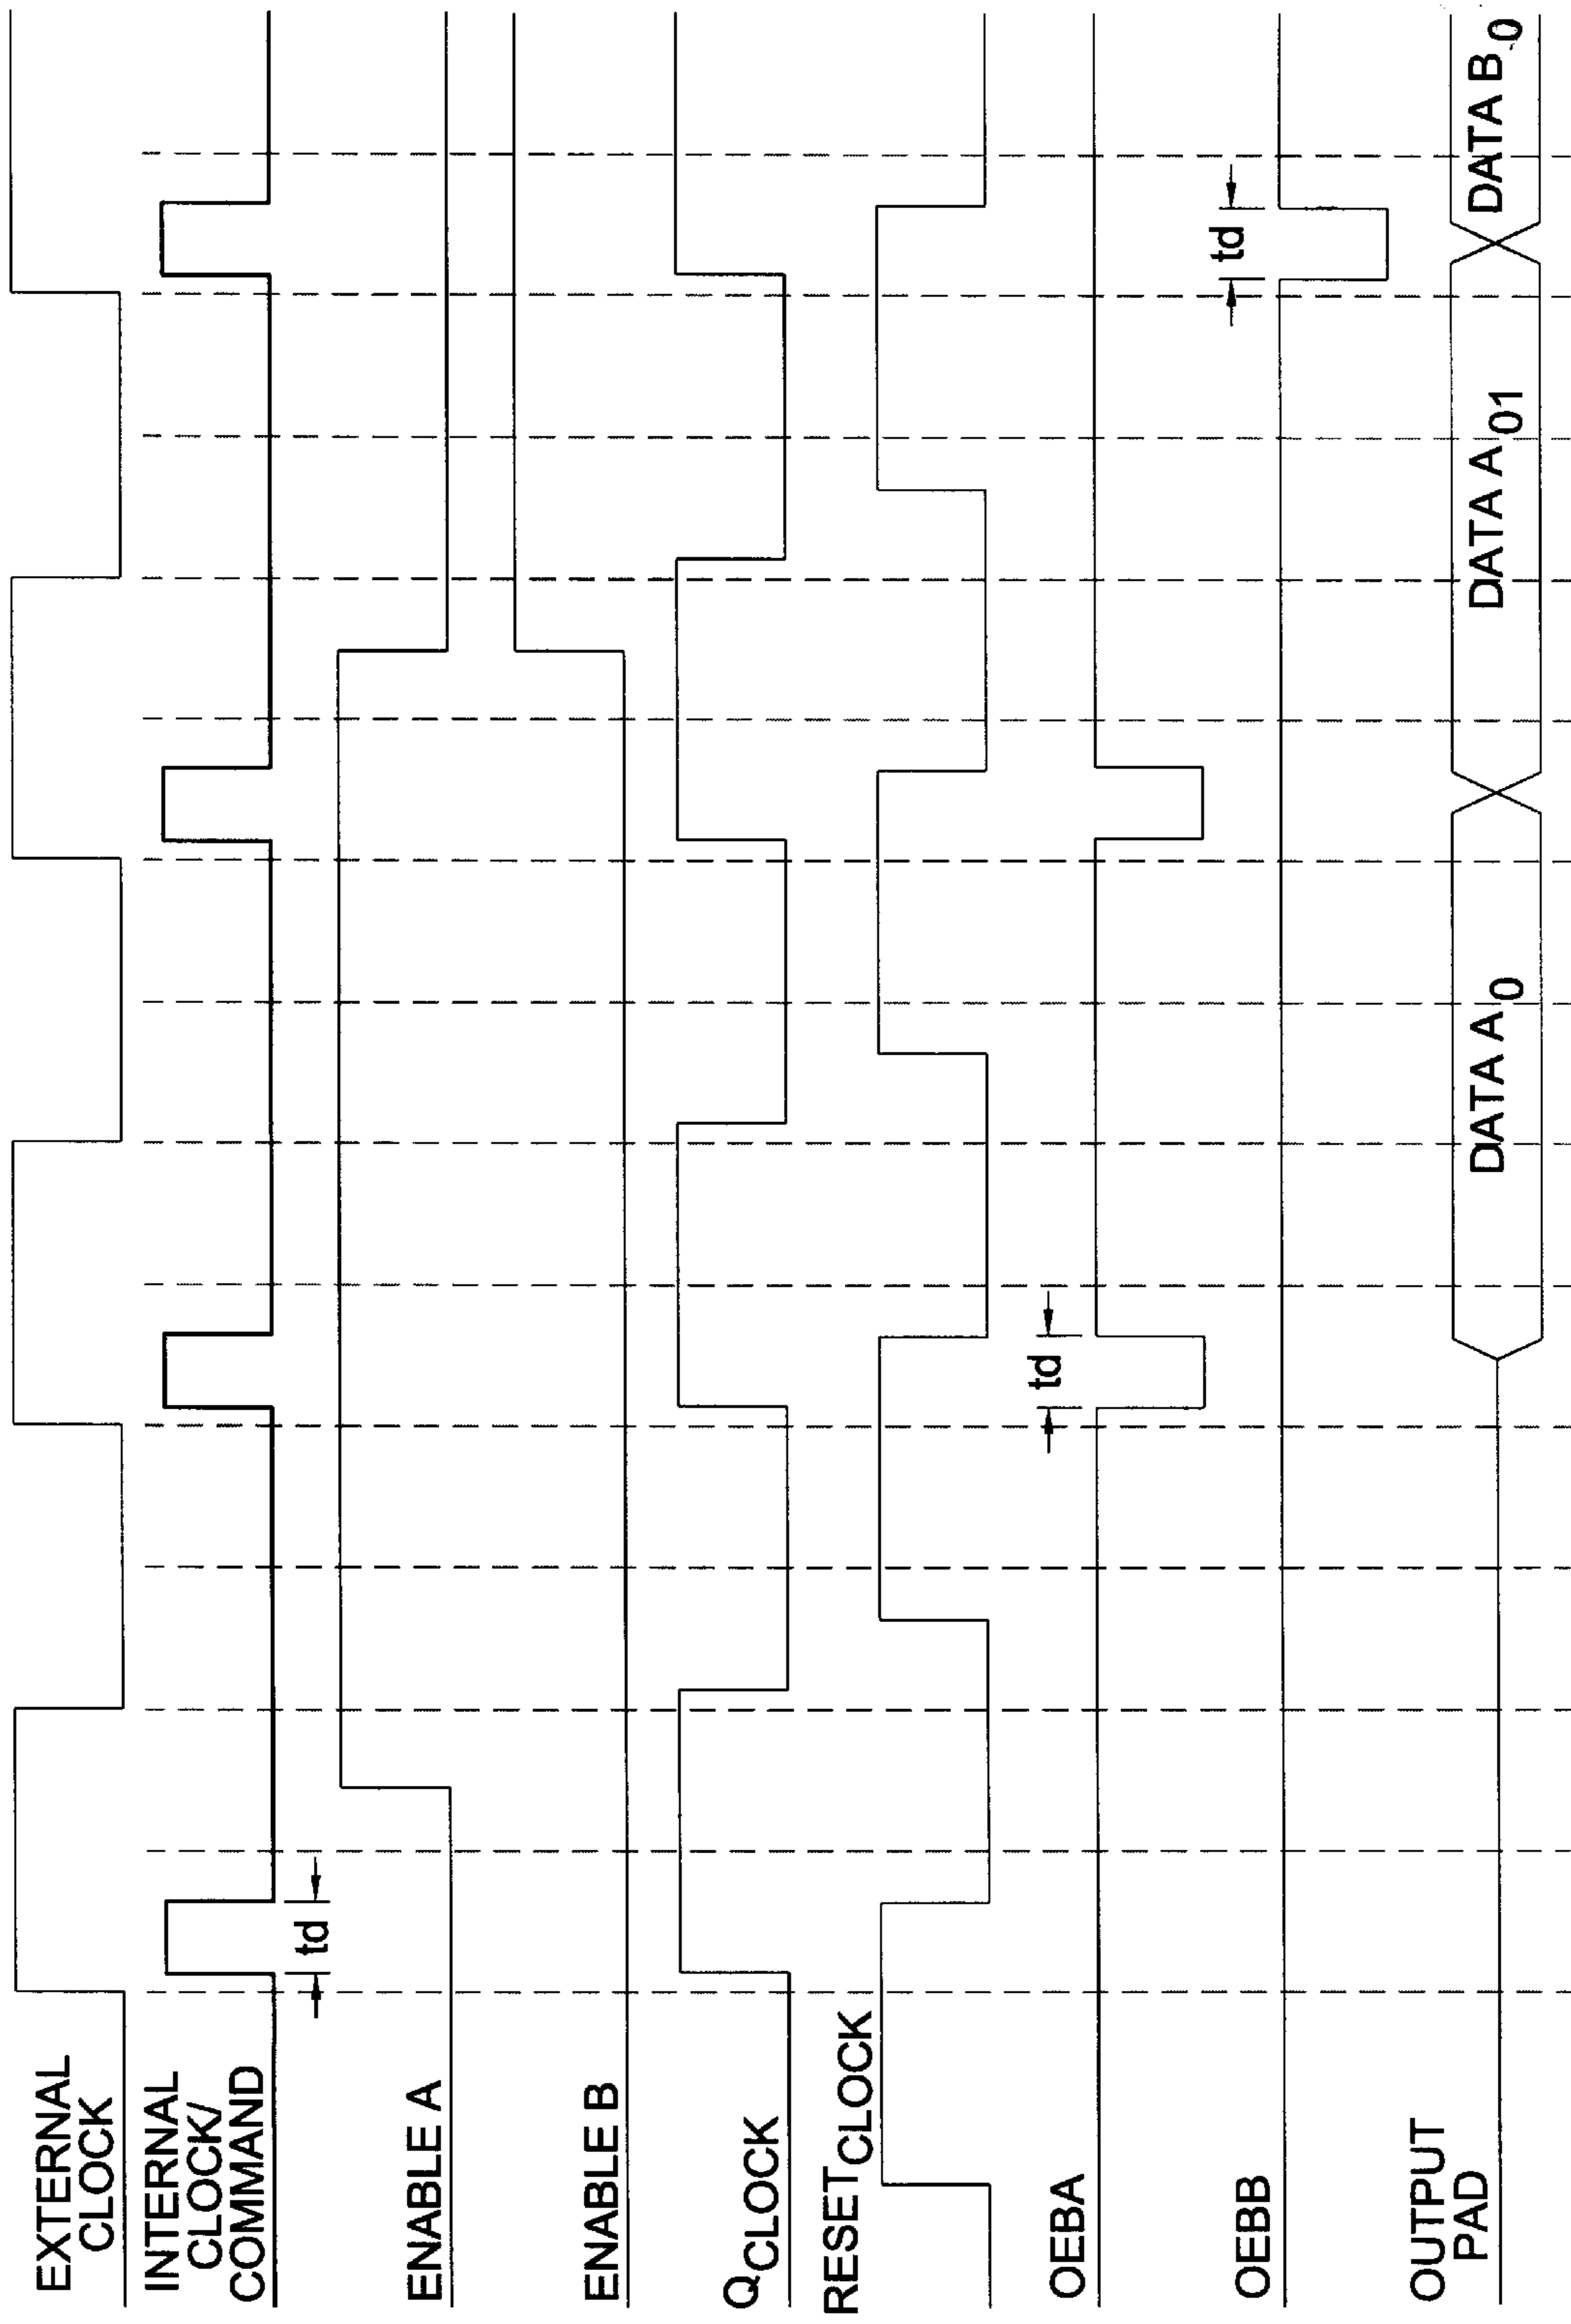 EXTERNAL
CLOCK
INTERNAL
CLOCK/
COMMAND
td
ENABLE A
ENABLE B
QCLOCK
RESETCLOCK
OEBA
td
OEBB
td
OUTPUT
PAD
DATA A0
DATA A01
DATA B0